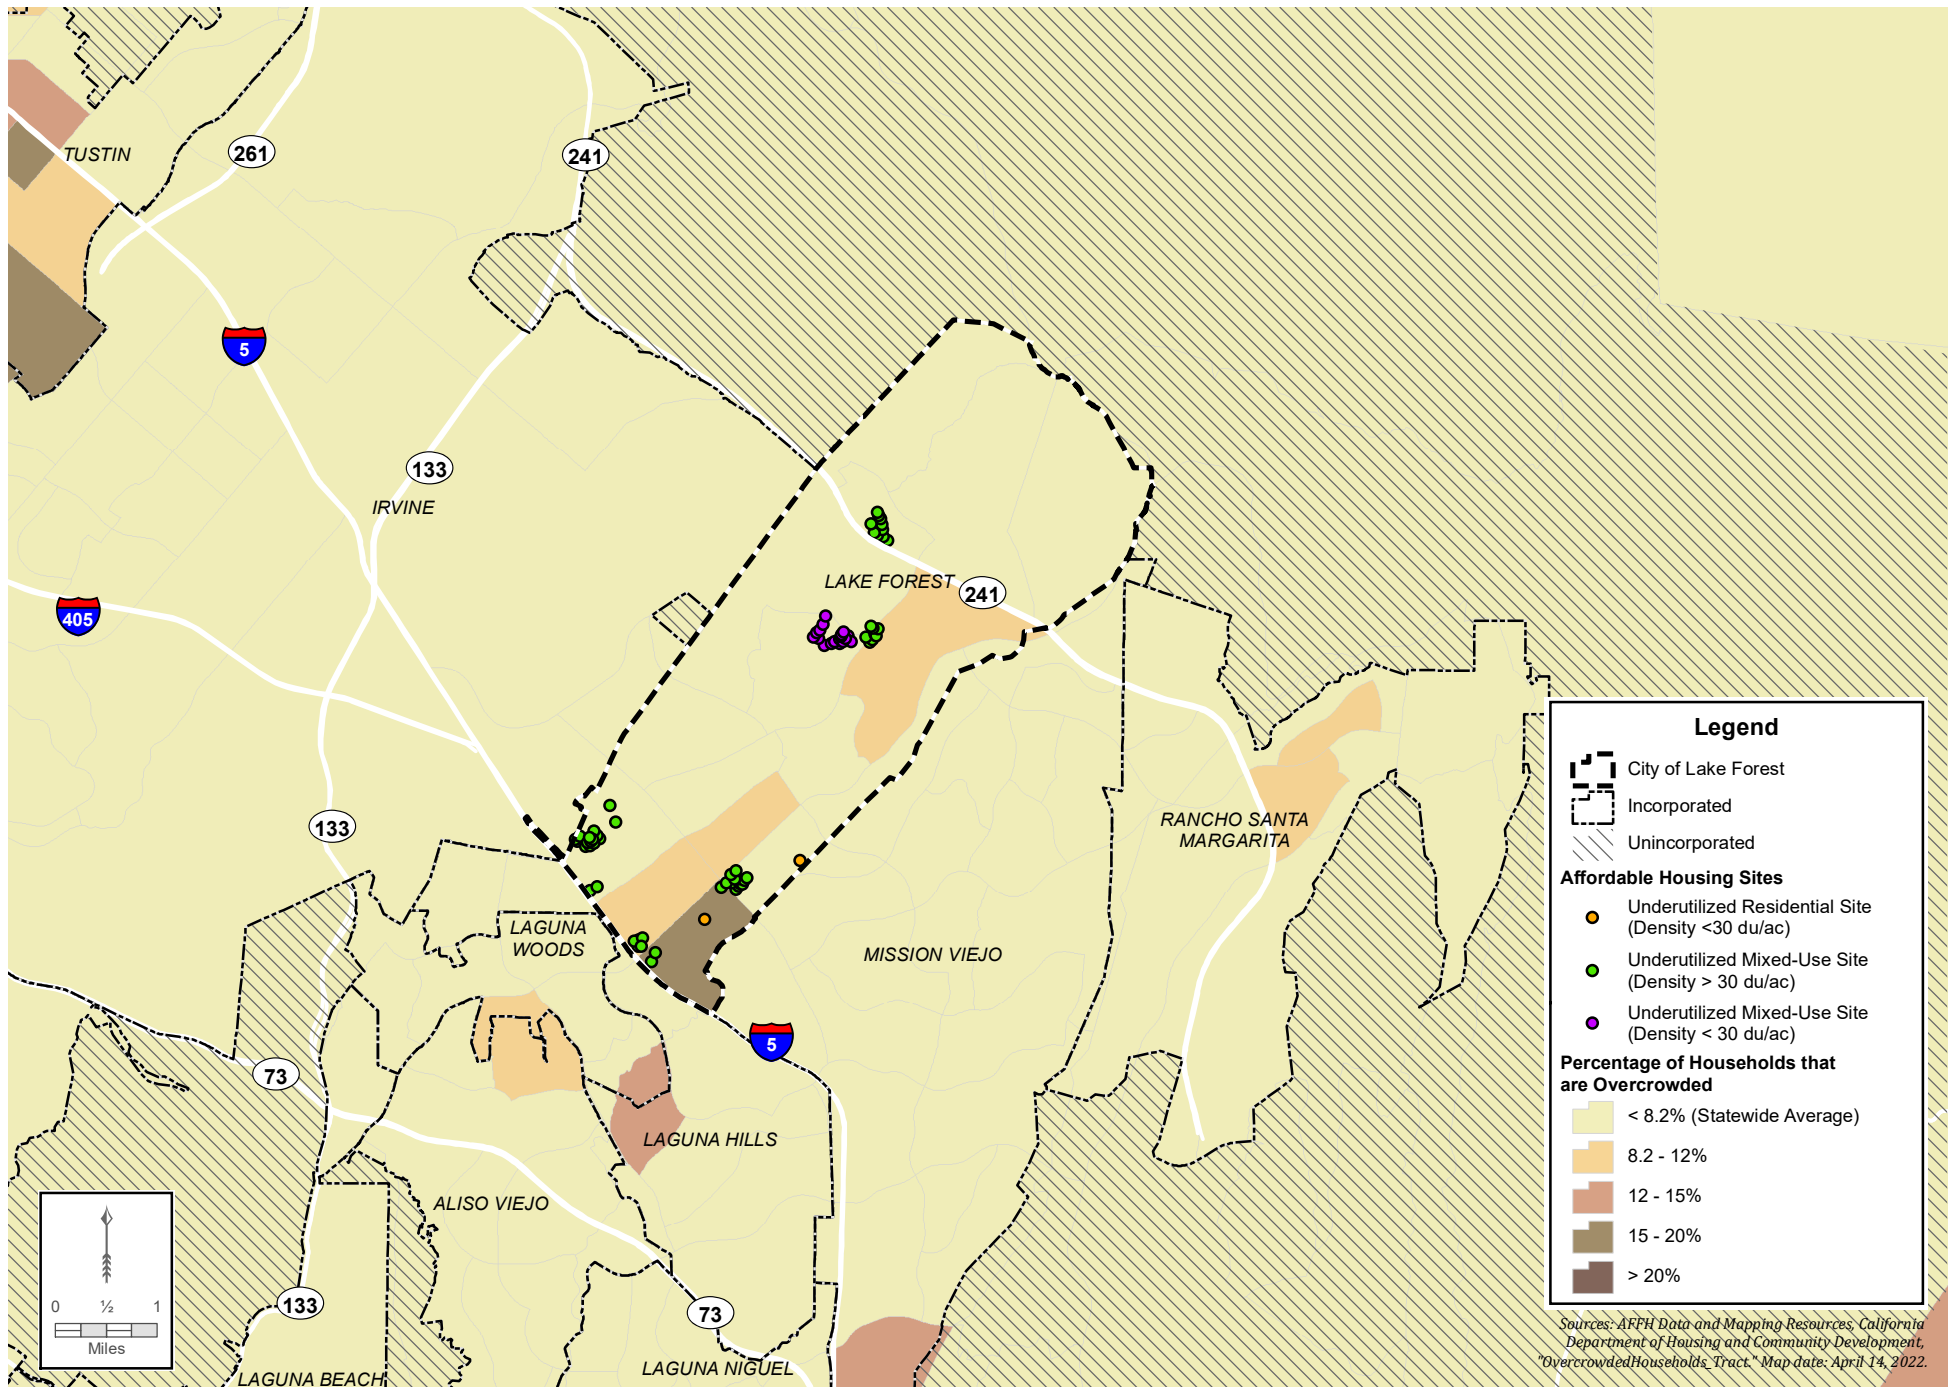 TUSTIN
261
241
5
133
IRVINE
405
LAKE FOREST
241
133
RANCHO SANTA
MARGARITA
LAGUNA
WOODS
MISSION VIEJO
5
73
LAGUNA HILLS
ALISO VIEJO
133
73
LAGUNA NIGUEL
LAGUNA BEACH
0 ½ 1
Miles
Legend
City of Lake Forest
Incorporated
Unincorporated
Affordable Housing Sites
Underutilized Residential Site
(Density <30 du/ac)
Underutilized Mixed-Use Site
(Density > 30 du/ac)
Underutilized Mixed-Use Site
(Density < 30 du/ac)
Percentage of Households that
are Overcrowded
< 8.2% (Statewide Average)
8.2 - 12%
12 - 15%
15 - 20%
> 20%
Sources: AFFH Data and Mapping Resources, California
Department of Housing and Community Development,
"OvercrowdedHouseholds_Tract." Map date: April 14, 2022.